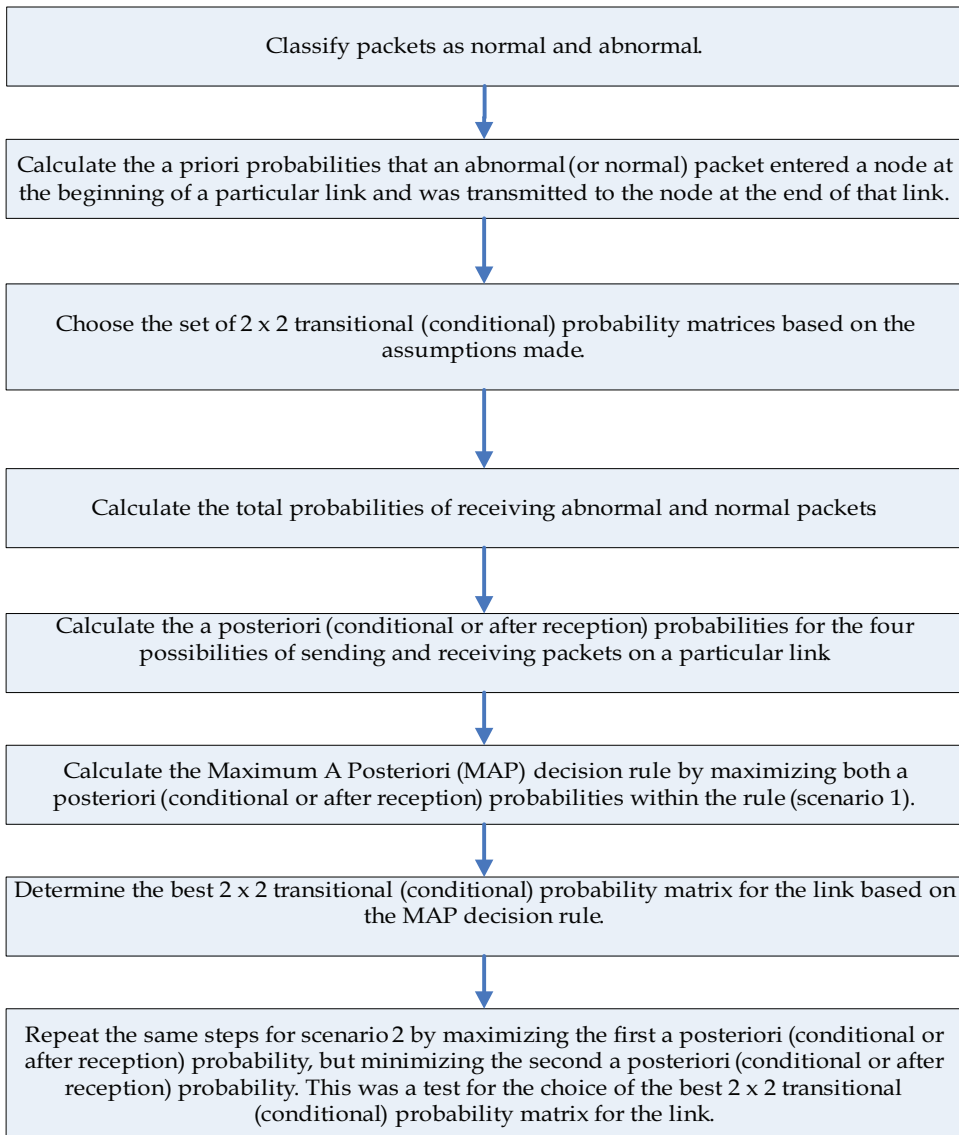 Classify packets as normal and abnormal.
Calculate the a priori probabilities that an abnormal (or normal) packet entered a node at
the beginning of a particular link and was transmitted to the node at the end of that link.
Choose the set of 2 x 2 transitional (conditional) probability matrices based on the
assumptions made.
Calculate the total probabilities of receiving abnormal and normal packets
Calculate the a posteriori (conditional or after reception) probabilities for the four
possibilities of sending and receiving packets on a particular link
Calculate the Maximum A Posteriori (MAP) decision rule by maximizing both a
posteriori (conditional or after reception) probabilities within the rule (scenario 1).
Determine the best 2 x 2 transitional (conditional) probability matrix for the link based on
the MAP decision rule.
Repeat the same steps for scenario 2 by maximizing the first a posteriori (conditional or
after reception) probability, but minimizing the second a posteriori (conditional or after
reception) probability. This was a test for the choice of the best 2 x 2 transitional
(conditional) probability matrix for the link.